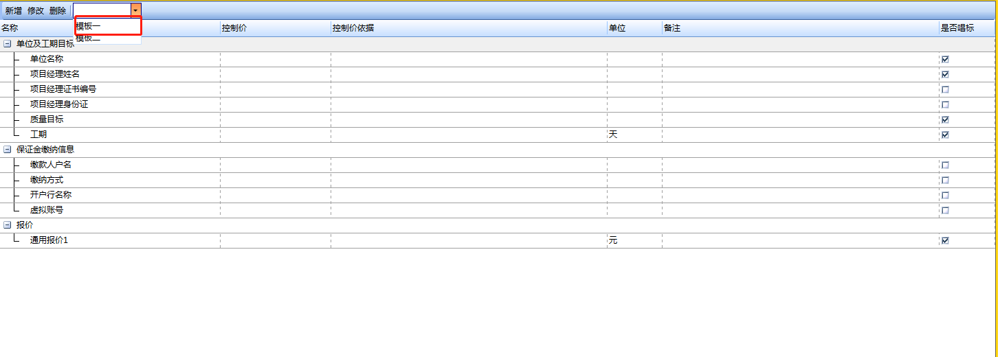 新增 修改 删除
模板一
模板二
名称 控制价 控制价依据 单位 备注 是否唱标
单位及工期目标
单位名称
项目经理姓名
项目经理证书编号
项目经理身份证
质量目标
工期 天
保证金缴纳信息
缴款人户名
缴纳方式
开户行名称
虚拟账号
报价
通用报价1 元